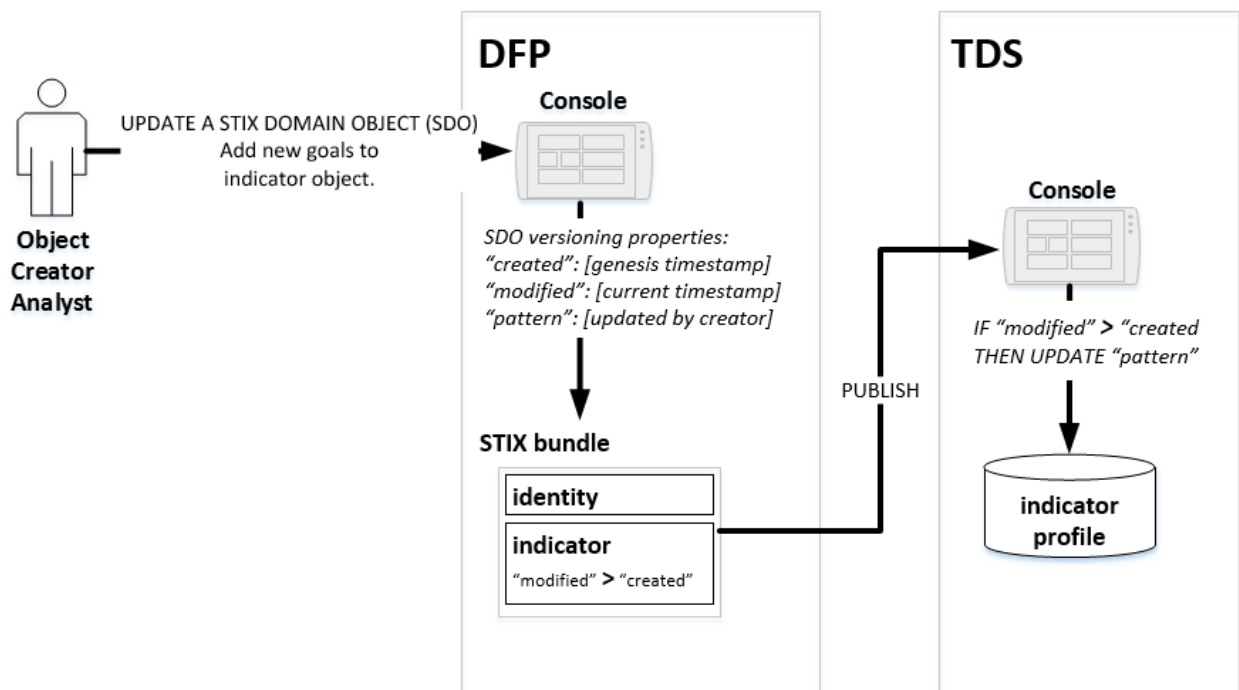 DFP
TDS
Console
UPDATE A STIX DOMAIN OBJECT (SDO)
Add new goals to
indicator object.
Object
Creator
Analyst
SDO versioning properties:
“created”: [genesis timestamp]
“modified”: [current timestamp]
“pattern”: [updated by creator]
STIX bundle
identity
indicator
“modified” > “created”
PUBLISH
Console
IF “modified” > “created
THEN UPDATE “pattern”
indicator
profile